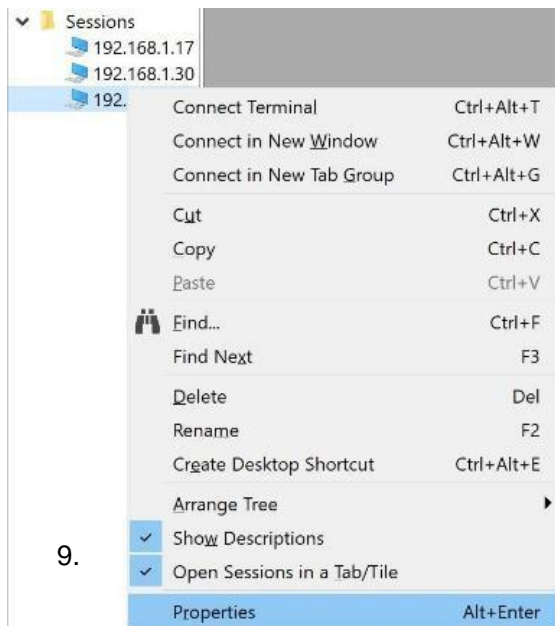 Sessions
192.168.1.17
192.168.1.30
192.
Connect Terminal Ctrl+Alt+T
Connect in New Window Ctrl+Alt+W
Connect in New Tab Group Ctrl+Alt+G
Cut Ctrl+X
Copy Ctrl+C
Paste Ctrl+V
Find... Ctrl+F
Find Next F3
Delete Del
Rename F2
Create Desktop Shortcut Ctrl+Alt+E
Arrange Tree
Show Descriptions
9.
Open Sessions in a Tab/Tile
Properties Alt+Enter